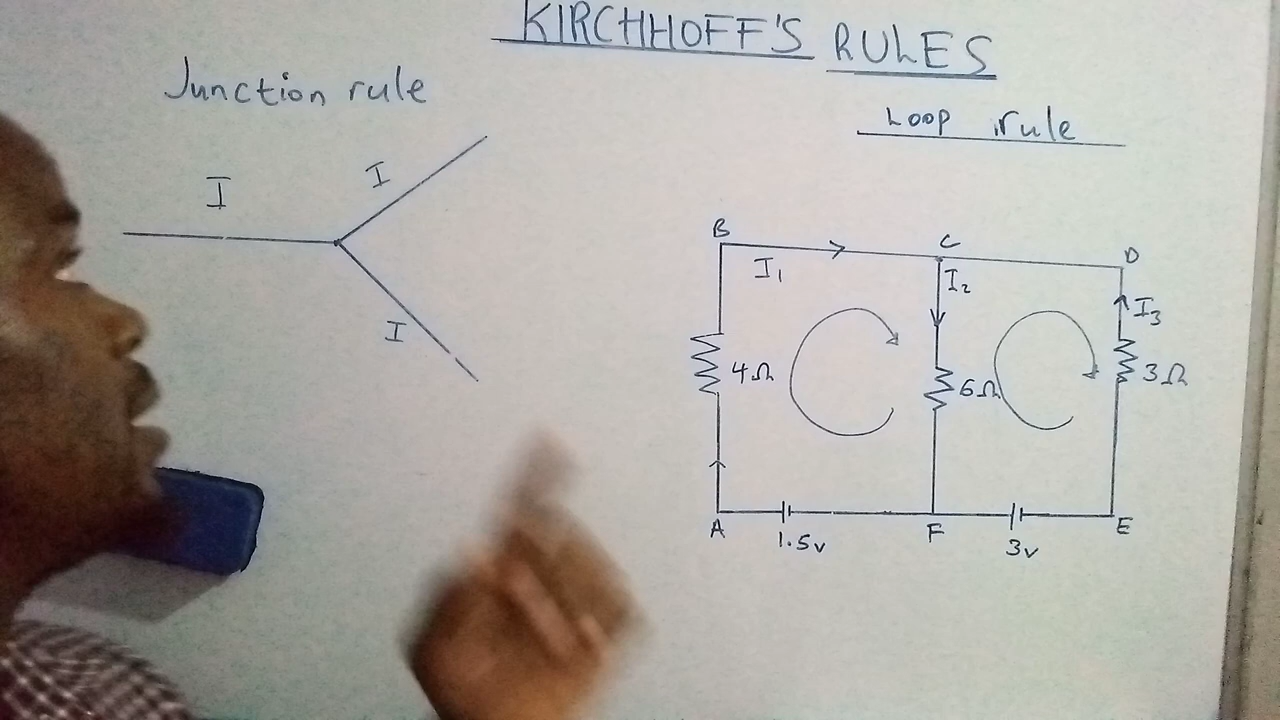 KIRCHHOFF'S RULES
Junction rule
Loop rule
I
I
I
B
C
D
I₁
I₂
I₃
4Ω
6Ω
3Ω
A
F
E
1.5v
3v